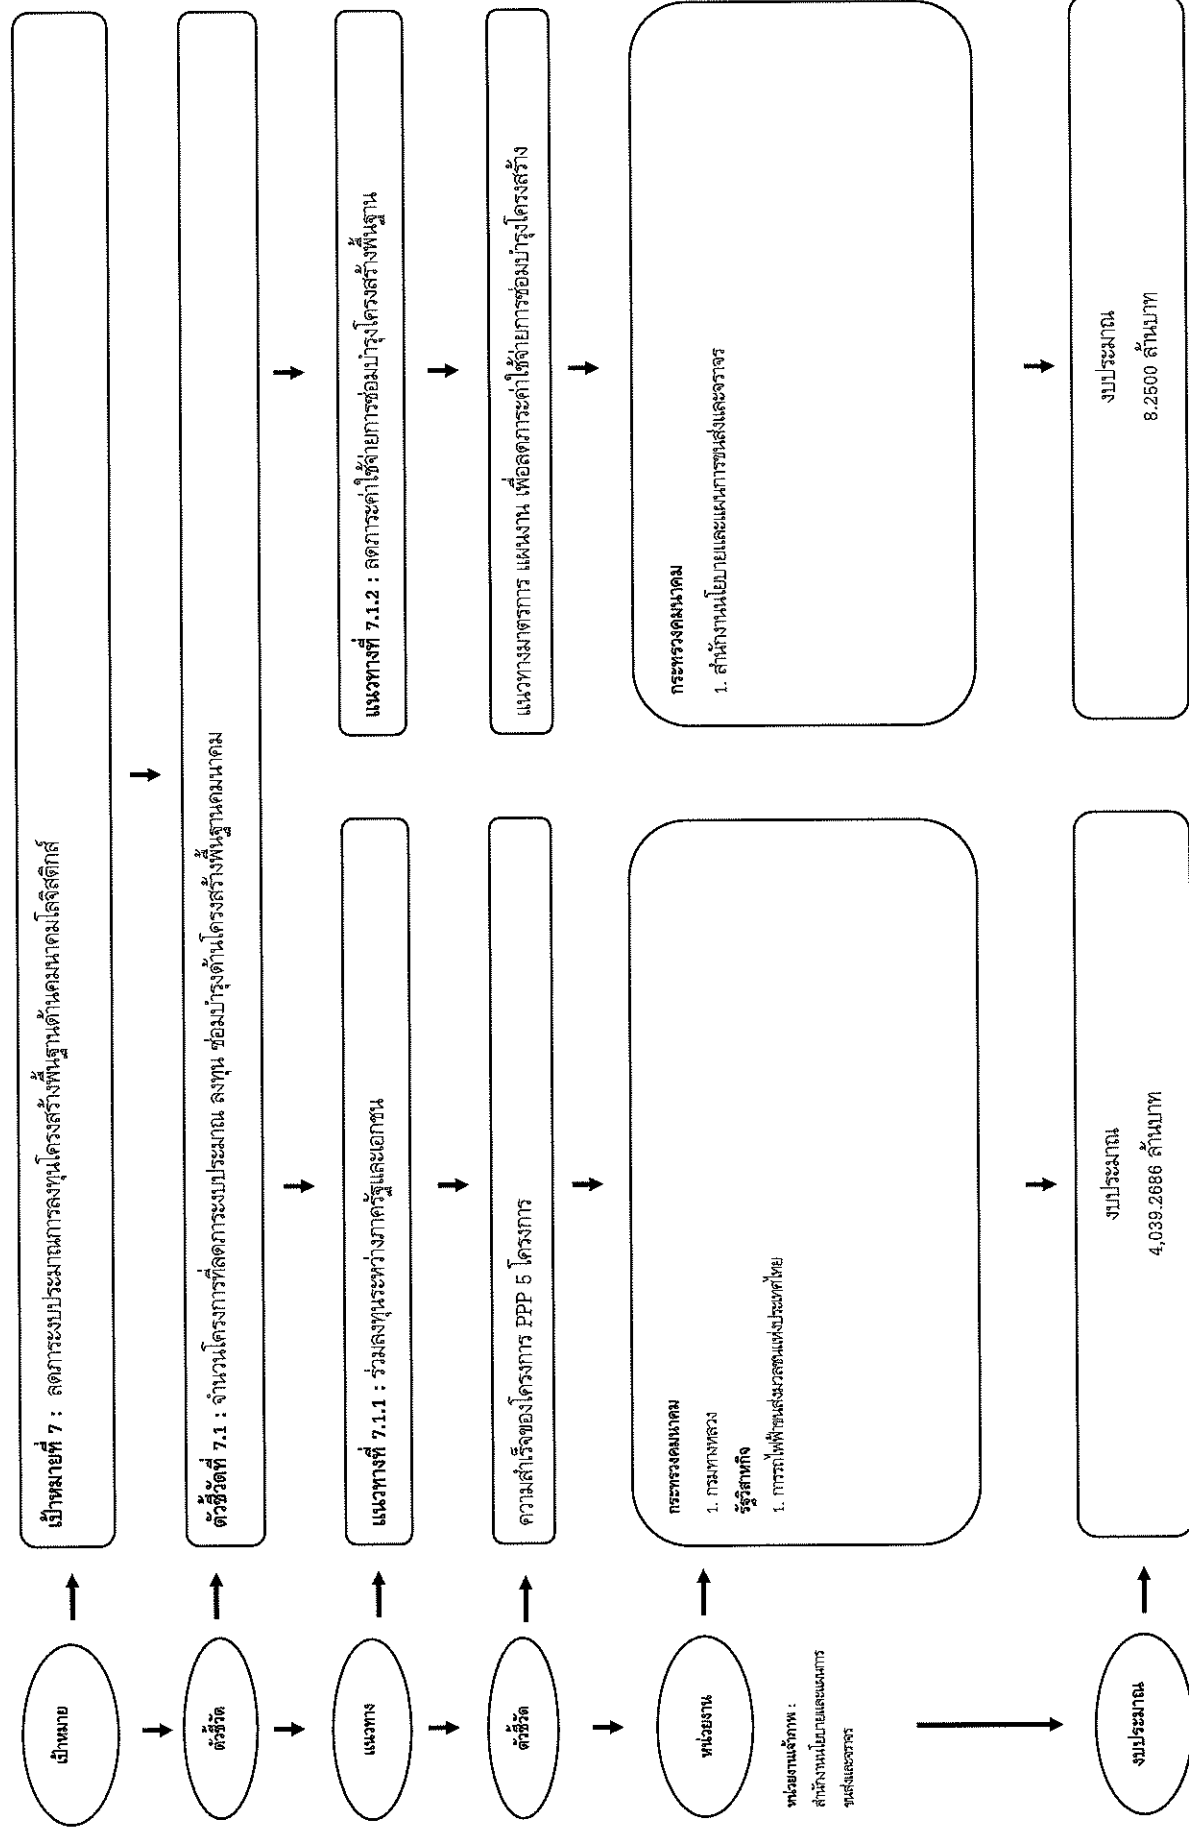 เป้าหมาย
เป้าหมายที่ 7 : ลดภาระงบประมาณการลงทุนโครงสร้างพื้นฐานด้านคมนาคมโลจิสติกส์
ตัวชี้วัด
ตัวชี้วัดที่ 7.1 : จำนวนโครงการที่ลดภาระงบประมาณ ลงทุน ซ่อมบำรุงด้านโครงสร้างพื้นฐานคมนาคม
แนวทาง
แนวทางที่ 7.1.1 : ร่วมลงทุนระหว่างภาครัฐและเอกชน
แนวทางที่ 7.1.2 : ลดภาระค่าใช้จ่ายการซ่อมบำรุงโครงสร้างพื้นฐาน
ตัวชี้วัด
ความสำเร็จของโครงการ PPP 5 โครงการ
แนวทางมาตรการ แผนงาน เพื่อลดภาระค่าใช้จ่ายการซ่อมบำรุงโครงสร้าง
หน่วยงาน
หน่วยงานเจ้าภาพ :
สำนักงานนโยบายและแผนการ
ขนส่งและจราจร
กระทรวงคมนาคม
1. กรมทางหลวง
รัฐวิสาหกิจ
1. การรถไฟฟ้าขนส่งมวลชนแห่งประเทศไทย
กระทรวงคมนาคม
1. สำนักงานนโยบายและแผนการขนส่งและจราจร
งบประมาณ
งบประมาณ
4,039.2686 ล้านบาท
งบประมาณ
8.2500 ล้านบาท